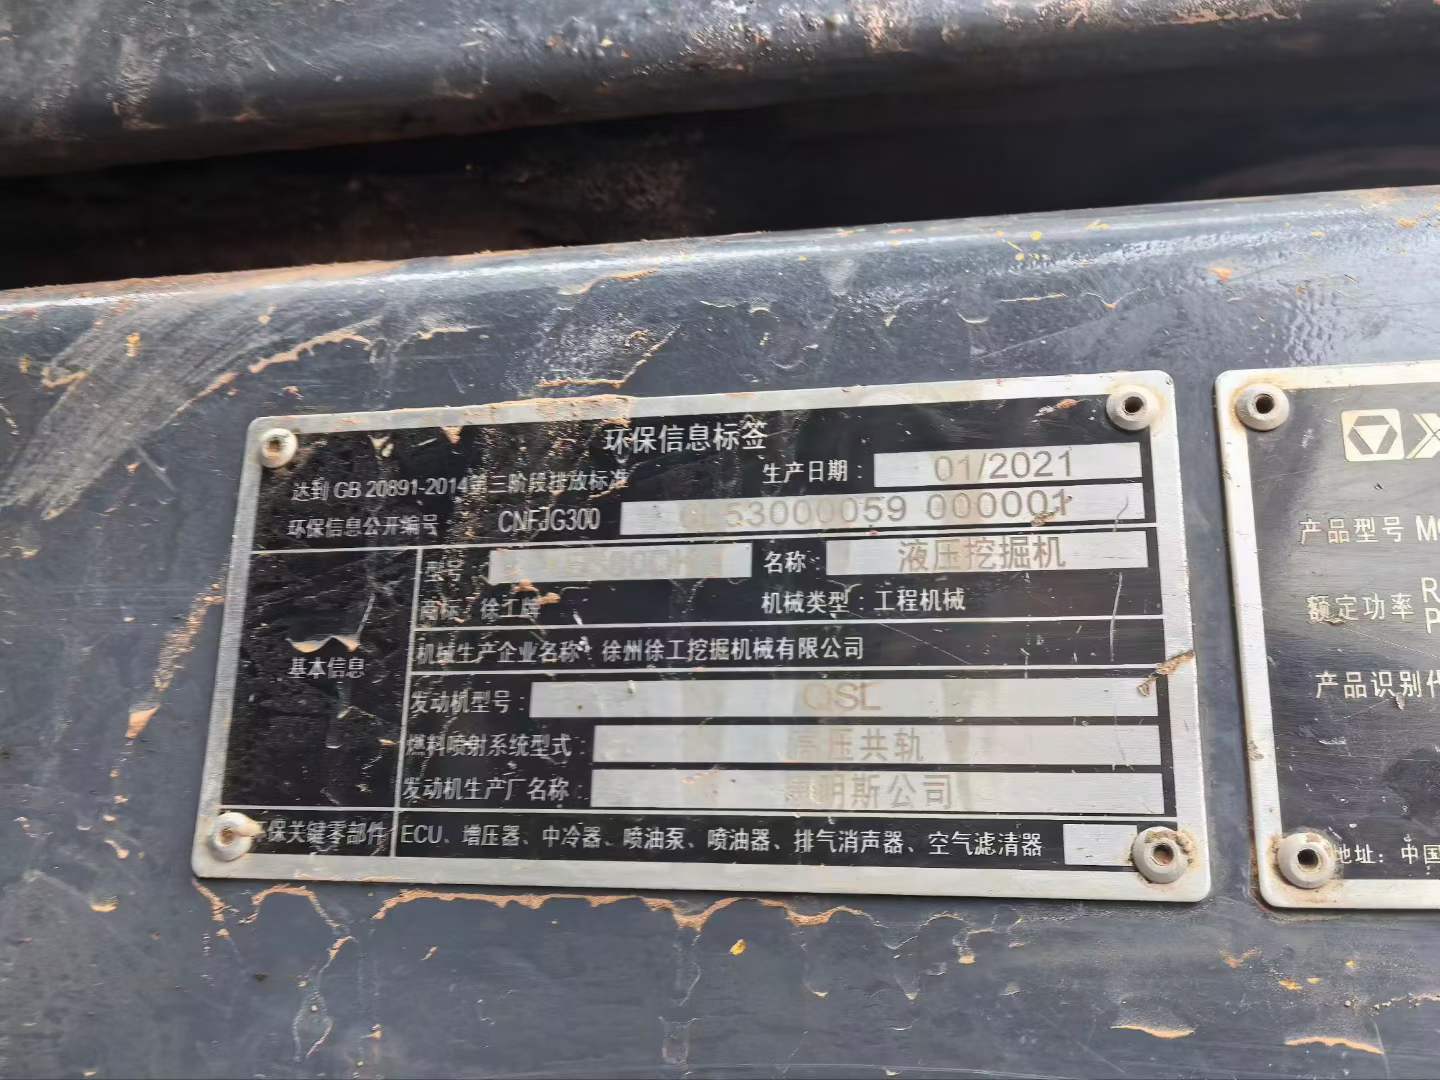 环保信息标签
达到 GB 20891-2014第三阶段排放标准
生产日期: 01/2021
环保信息公开编号: CNFJG300 53000059 000001
型号 名称: 液压挖掘机
商标: 徐工牌 机械类型: 工程机械
基本信息
机械生产企业名称: 徐州徐工挖掘机械有限公司
发动机型号: QSL
燃料喷射系统型式: 高压共轨
发动机生产厂名称: 康明斯公司
环保关键零部件 ECU、增压器、中冷器、喷油泵、喷油器、排气消声器、空气滤清器
产品型号
额定功率
产品识别代
地址: 中国